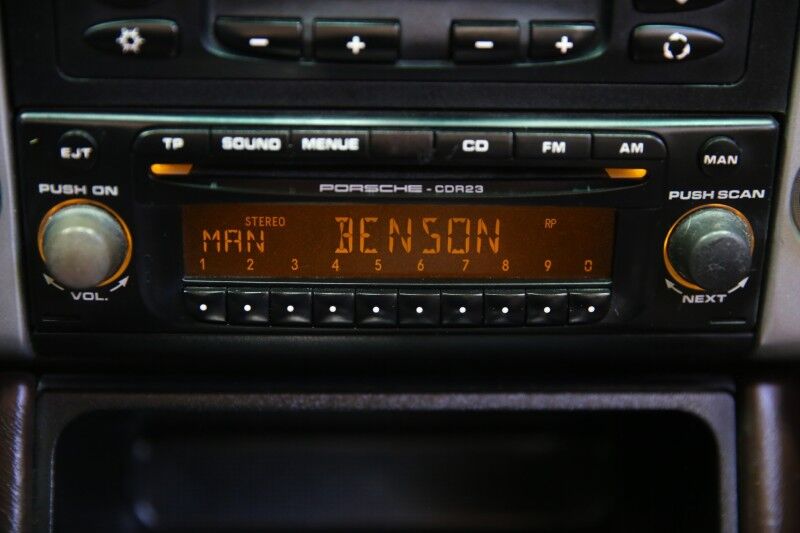 - + - +
EJT TP SOUND MENUE CD FM AM MAN
PUSH ON PORSCHE - CDR23 PUSH SCAN
STEREO RP
MAN BENSON
1 2 3 4 5 6 7 8 9 0
VOL. NEXT